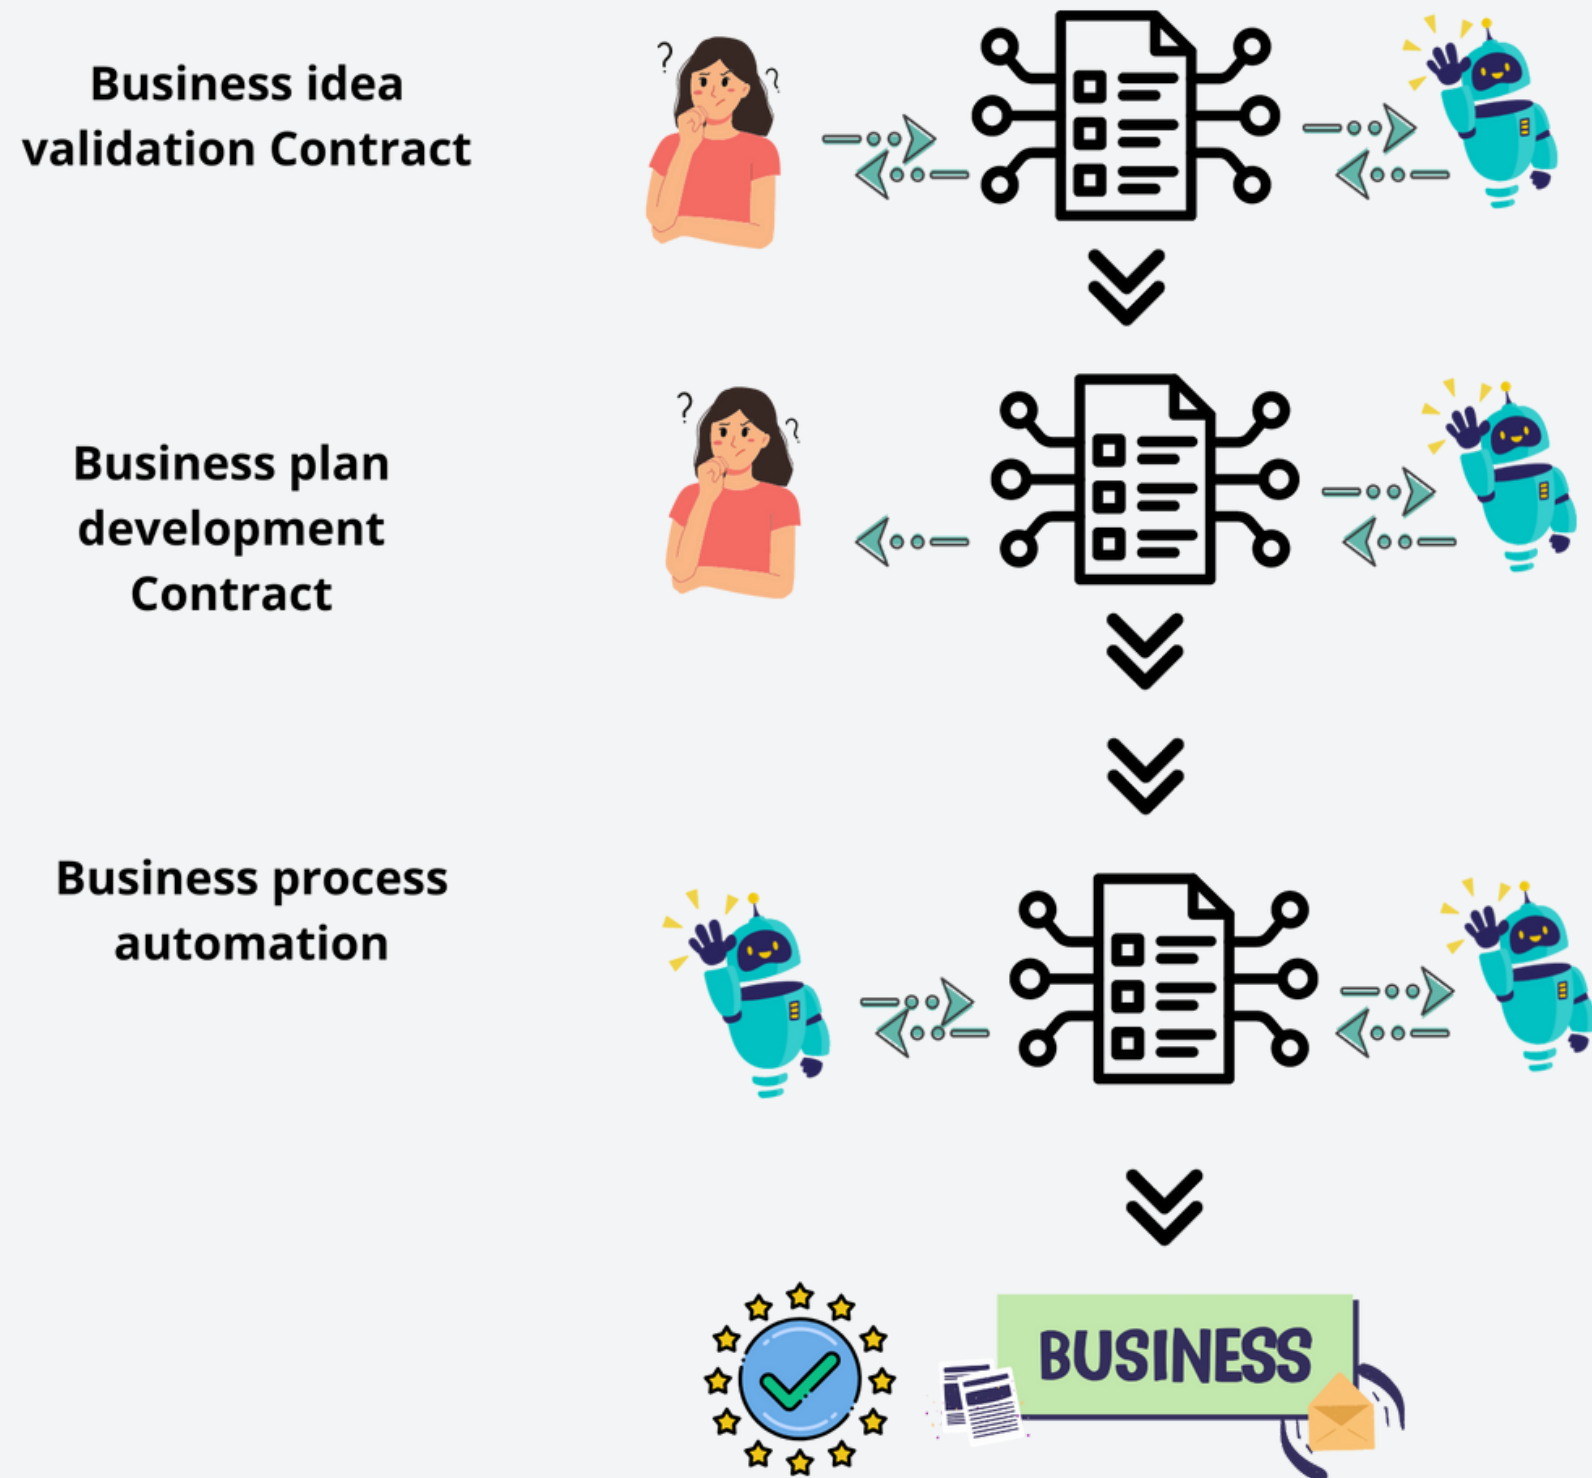 Business idea
validation Contract
? ?
Business plan
development
Contract
? ?
Business process
automation
BUSINESS